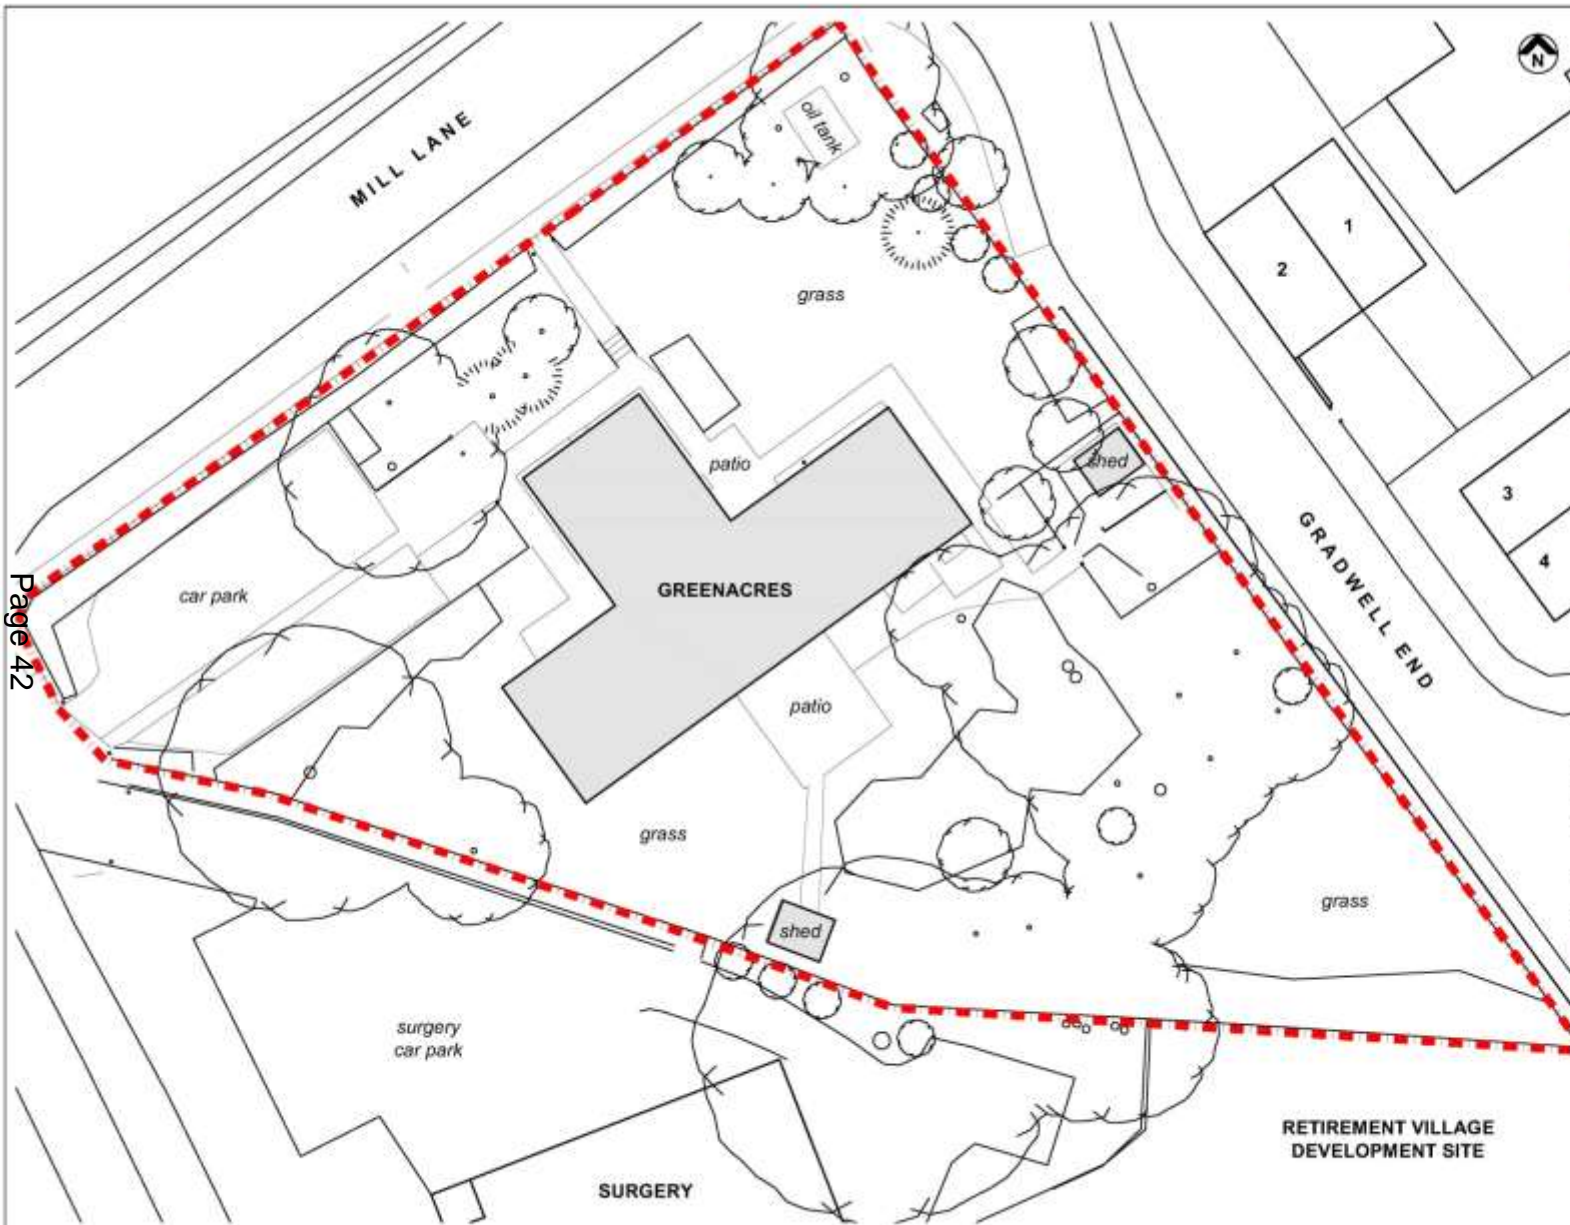 N
MILL LANE
oil tank
1
2
grass
patio
shed
3
4
GREENACRES
GRADWELL END
car park
Page 42
patio
grass
grass
shed
surgery
car park
RETIREMENT VILLAGE
DEVELOPMENT SITE
SURGERY